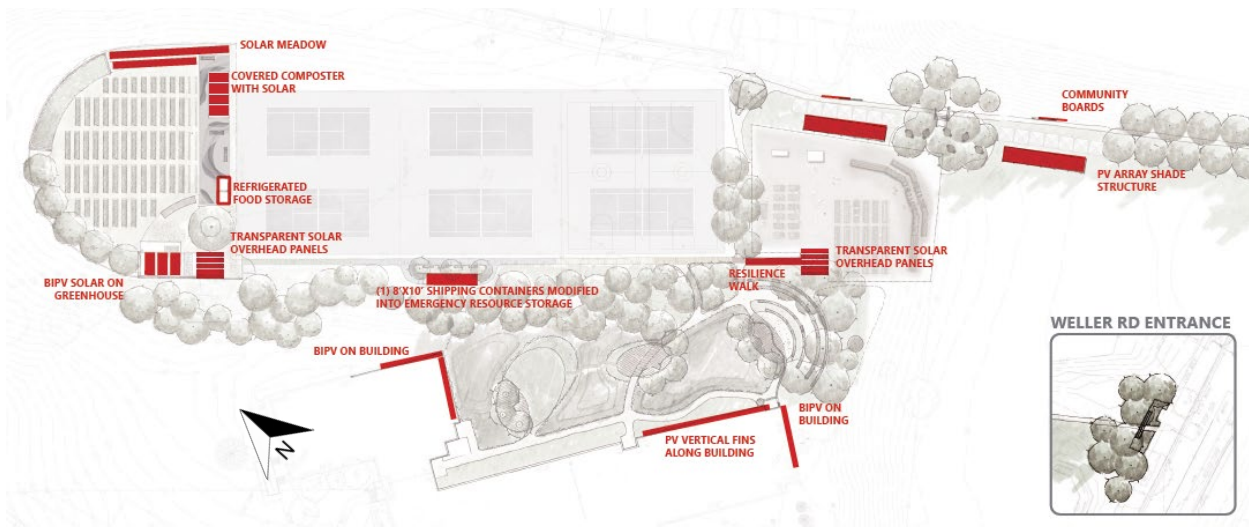 SOLAR MEADOW
COVERED COMPOSTER
WITH SOLAR
COMMUNITY
BOARDS
PV ARRAY SHADE
STRUCTURE
REFRIGERATED
FOOD STORAGE
TRANSPARENT SOLAR
OVERHEAD PANELS
TRANSPARENT SOLAR
OVERHEAD PANELS
RESILIENCE
WALK
BIPV SOLAR ON
GREENHOUSE
(1) 8'X10' SHIPPING CONTAINERS MODIFIED
INTO EMERGENCY RESOURCE STORAGE
WELLER RD ENTRANCE
BIPV ON BUILDING
BIPV ON
BUILDING
PV VERTICAL FINS
ALONG BUILDING
N